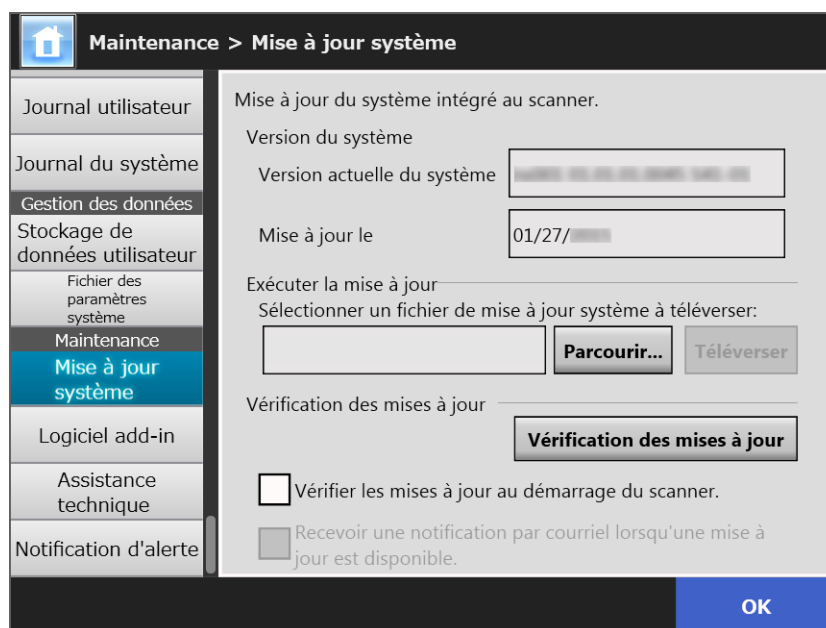 Maintenance > Mise à jour système
Journal utilisateur
Journal du système
Gestion des données
Stockage de
données utilisateur
Fichier des
paramètres
système
Maintenance
Mise à jour
système
Logiciel add-in
Assistance
technique
Notification d'alerte
Mise à jour du système intégré au scanner.
Version du système
Version actuelle du système
Mise à jour le
01/27/
Exécuter la mise à jour
Sélectionner un fichier de mise à jour système à téléverser:
Parcourir...
Téléverser
Vérification des mises à jour
Vérification des mises à jour
Vérifier les mises à jour au démarrage du scanner.
Recevoir une notification par courriel lorsqu'une mise à
jour est disponible.
OK